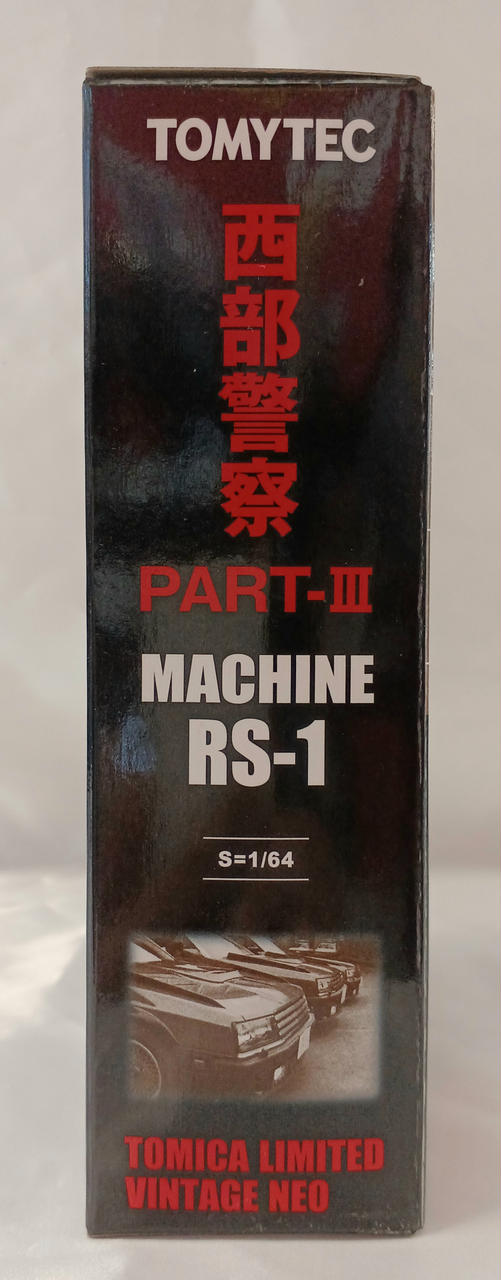 TOMYTEC
西部警察
PART-III
MACHINE
RS-1
S=1/64
TOMICA LIMITED
VINTAGE NEO